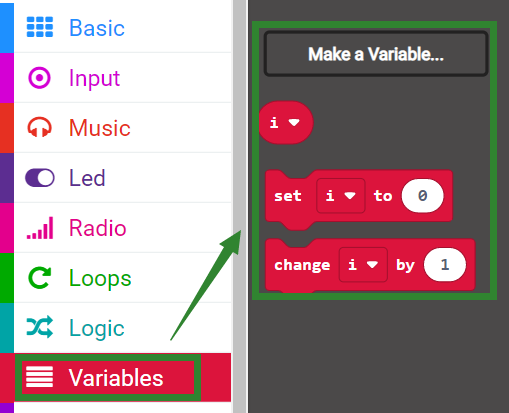 Basic
Input
Music
Led
Radio
Loops
Logic
Variables
Make a Variable...
i
set i to 0
change i by 1